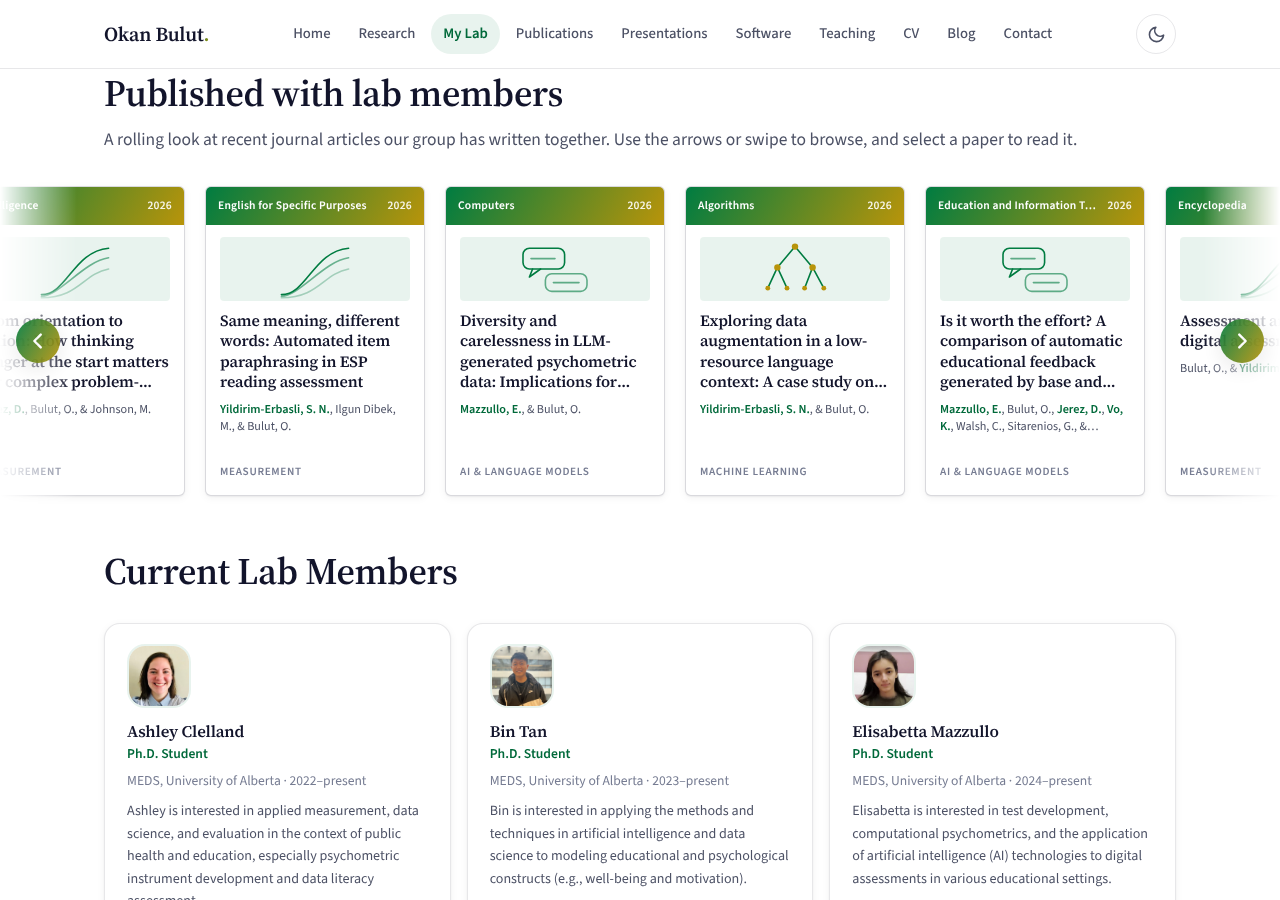 Okan Bulut.
Home
Research
My Lab
Publications
Presentations
Software
Teaching
CV
Blog
Contact
Published with lab members
A rolling look at recent journal articles our group has written together. Use the arrows or swipe to browse, and select a paper to read it.
2026
orientation to
thinking
the start matters
complex problem-...
D., Bulut, O., & Johnson, M.
English for Specific Purposes 2026
Same meaning, different
words: Automated item
paraphrasing in ESP
reading assessment
Yildirim-Erbasli, S. N., Ilgun Dibek,
M., & Bulut, O.
MEASUREMENT
Computers 2026
Diversity and
carelessness in LLM-
generated psychometric
data: Implications for...
Mazzullo, E., & Bulut, O.
AI & LANGUAGE MODELS
Algorithms 2026
Exploring data
augmentation in a low-
resource language
context: A case study on...
Yildirim-Erbasli, S. N., & Bulut, O.
MACHINE LEARNING
Education and Information T... 2026
Is it worth the effort? A
comparison of automatic
educational feedback
generated by base and...
Mazzullo, E., Bulut, O., Jerez, D., Vo,
K., Walsh, C., Sitarenios, G., &...
AI & LANGUAGE MODELS
Encyclopedia
Assessment
digital
Bulut, O., & Yildirim
MEASUREMENT
Current Lab Members
Ashley Clelland
Ph.D. Student
MEDS, University of Alberta · 2022–present
Ashley is interested in applied measurement, data
science, and evaluation in the context of public
health and education, especially psychometric
instrument development and data literacy
assessment.
Bin Tan
Ph.D. Student
MEDS, University of Alberta · 2023–present
Bin is interested in applying the methods and
techniques in artificial intelligence and data
science to modeling educational and psychological
constructs (e.g., well-being and motivation).
Elisabetta Mazzullo
Ph.D. Student
MEDS, University of Alberta · 2024–present
Elisabetta is interested in test development,
computational psychometrics, and the application
of artificial intelligence (AI) technologies to digital
assessments in various educational settings.